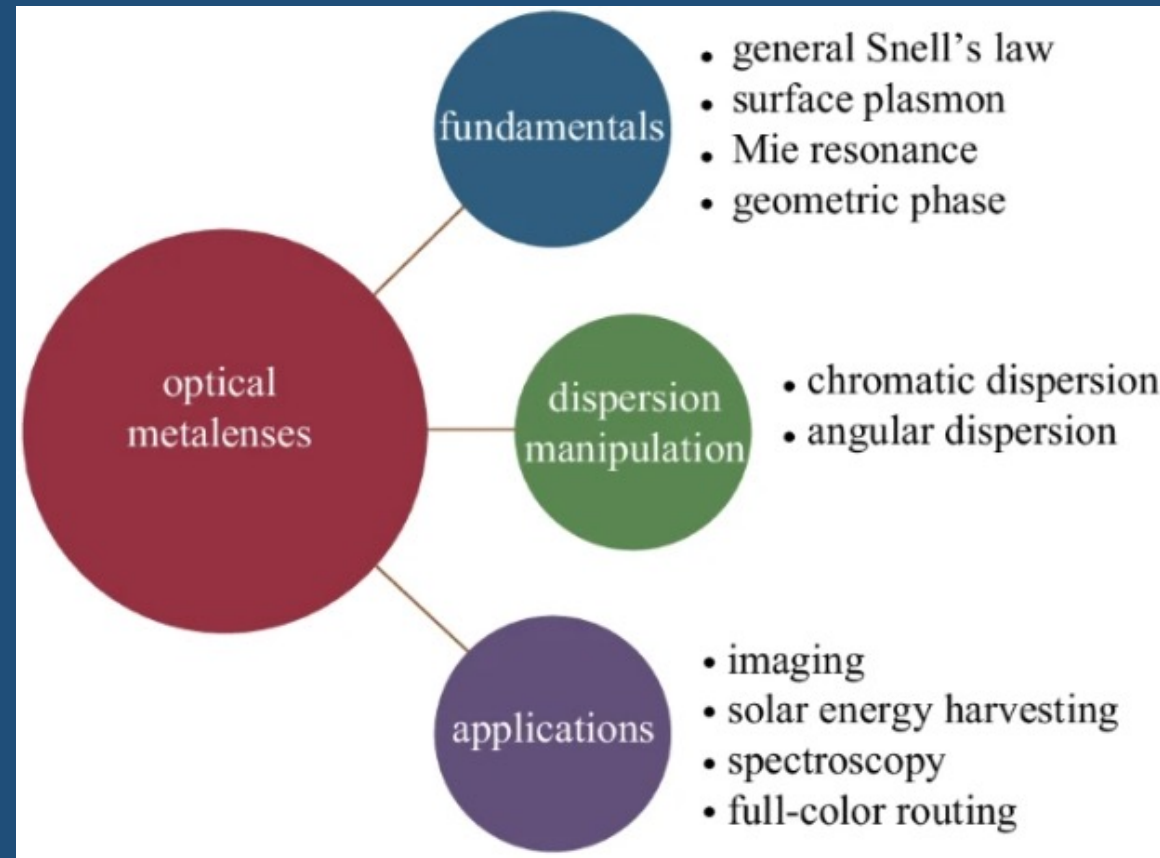 fundamentals
• general Snell’s law
• surface plasmon
• Mie resonance
• geometric phase
optical
metalenses
dispersion
manipulation
• chromatic dispersion
• angular dispersion
applications
• imaging
• solar energy harvesting
• spectroscopy
• full-color routing